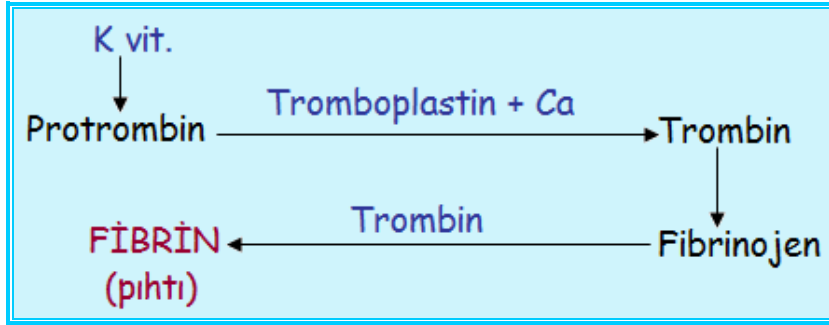 K vit.
Tromboplastin + Ca
Protrombin
Trombin
Trombin
FİBRİN
Fibrinojen
(pıhtı)